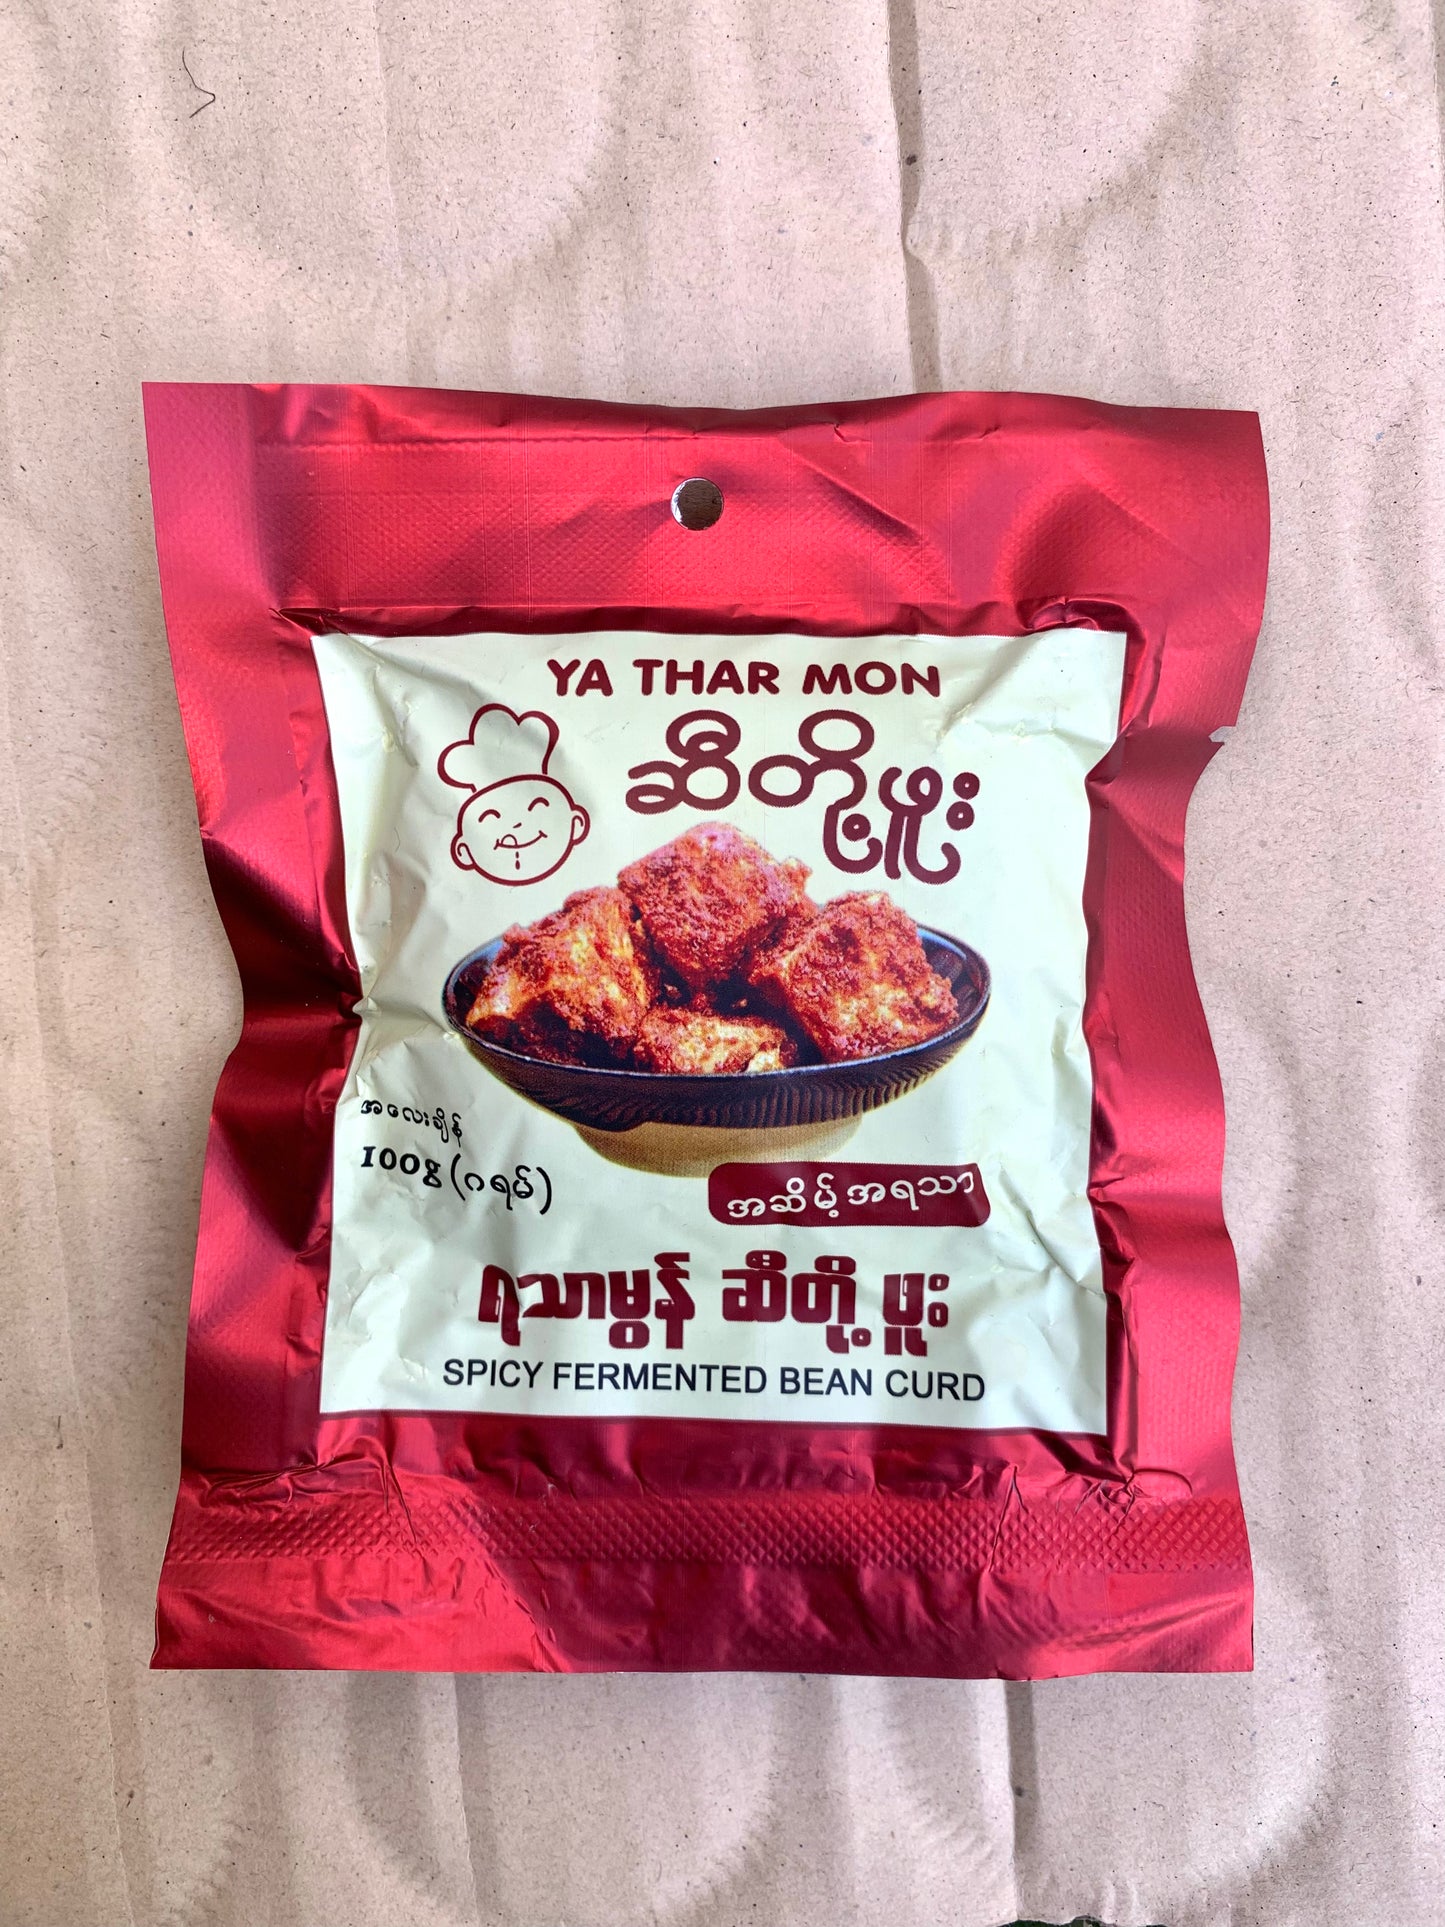 YA THAR MON
ဆီတို့ဖူး
အလေးချိန်
100g (ဂရမ်)
အဆိမ့် အရသာ
ရသာမွန် ဆီတို့ဖူး
SPICY FERMENTED BEAN CURD